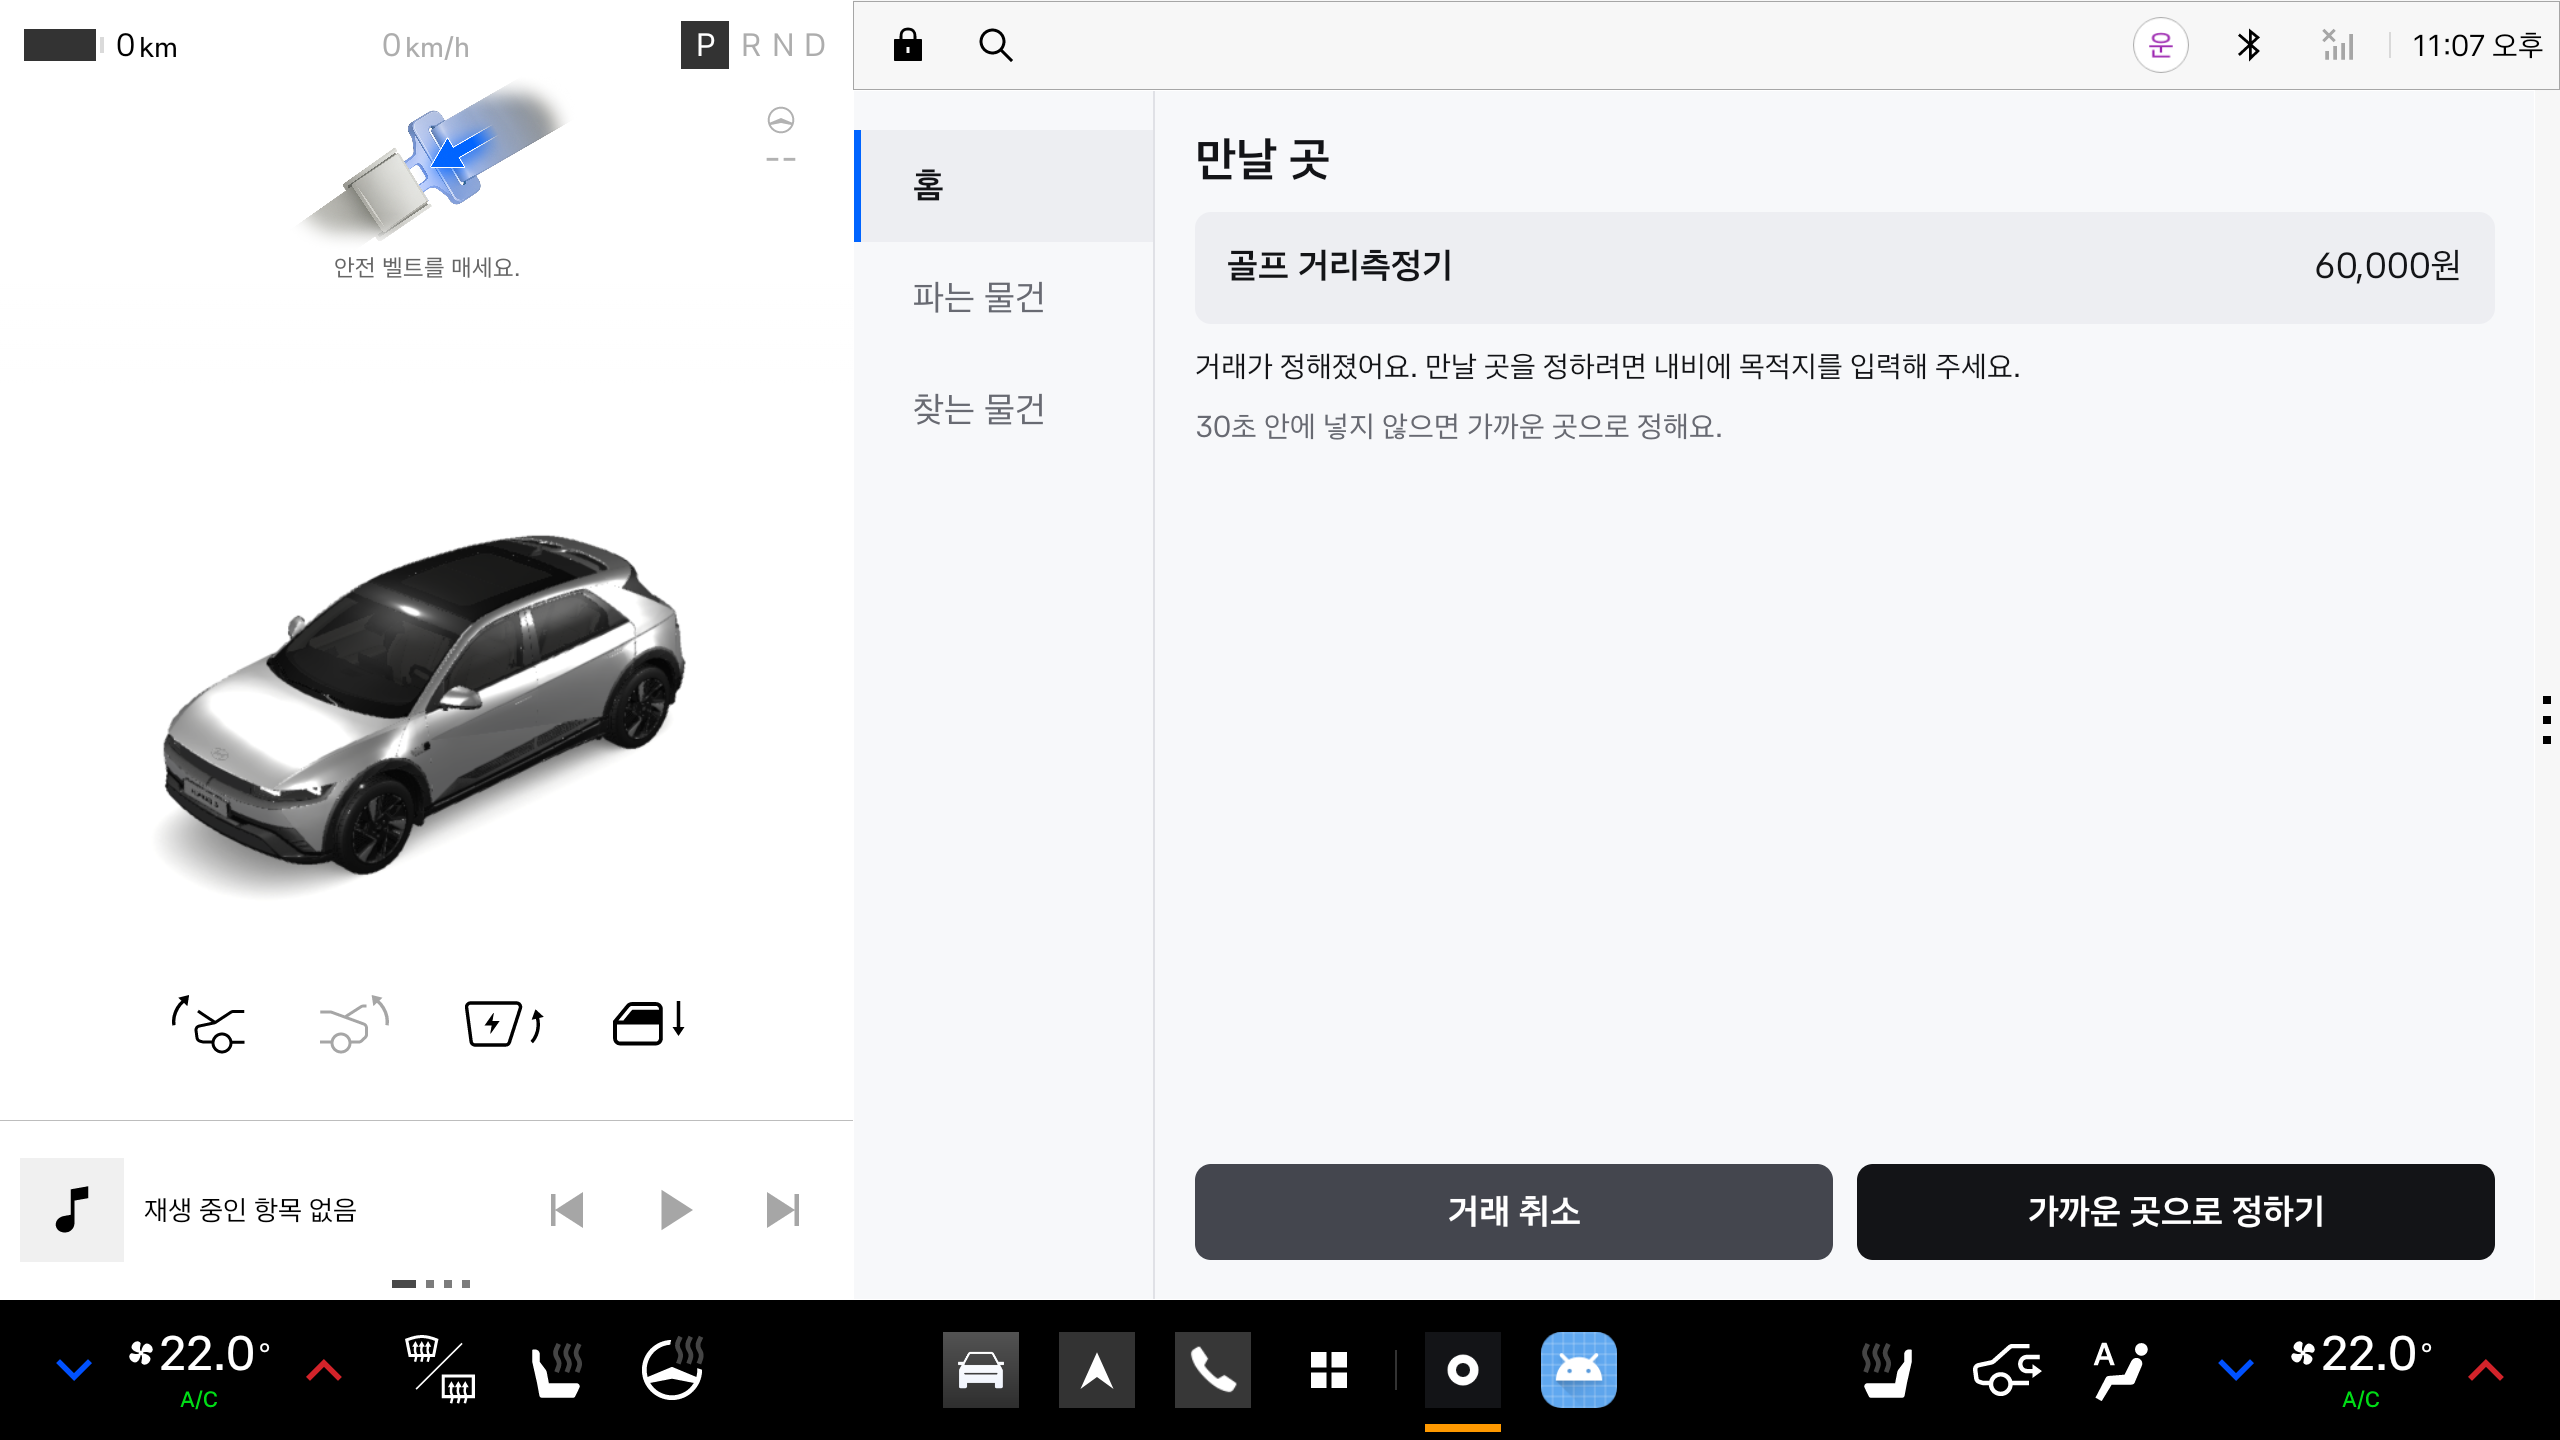 0 km
0 km/h
P R N D
안전 벨트를 매세요.
재생 중인 항목 없음
운
11:07 오후
홈
파는 물건
찾는 물건
만날 곳
골프 거리측정기
60,000원
거래가 정해졌어요. 만날 곳을 정하려면 내비에 목적지를 입력해 주세요.
30초 안에 넣지 않으면 가까운 곳으로 정해요.
거래 취소
가까운 곳으로 정하기
22.0°
A/C
A
22.0°
A/C